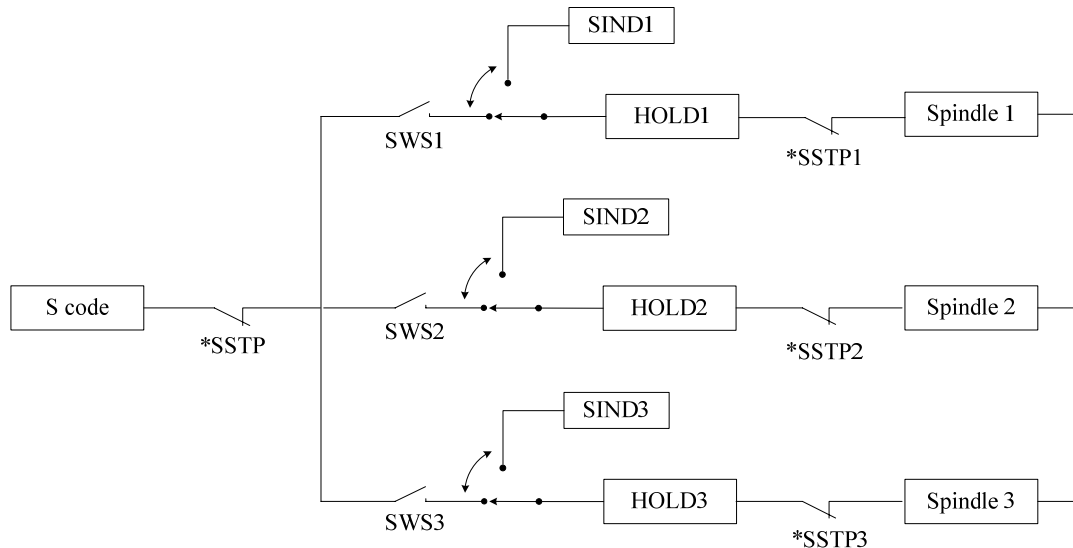 SIND1
SWS1
HOLD1
*SSTP1
Spindle 1
SIND2
S code
*SSTP
SWS2
HOLD2
*SSTP2
Spindle 2
SIND3
SWS3
HOLD3
*SSTP3
Spindle 3